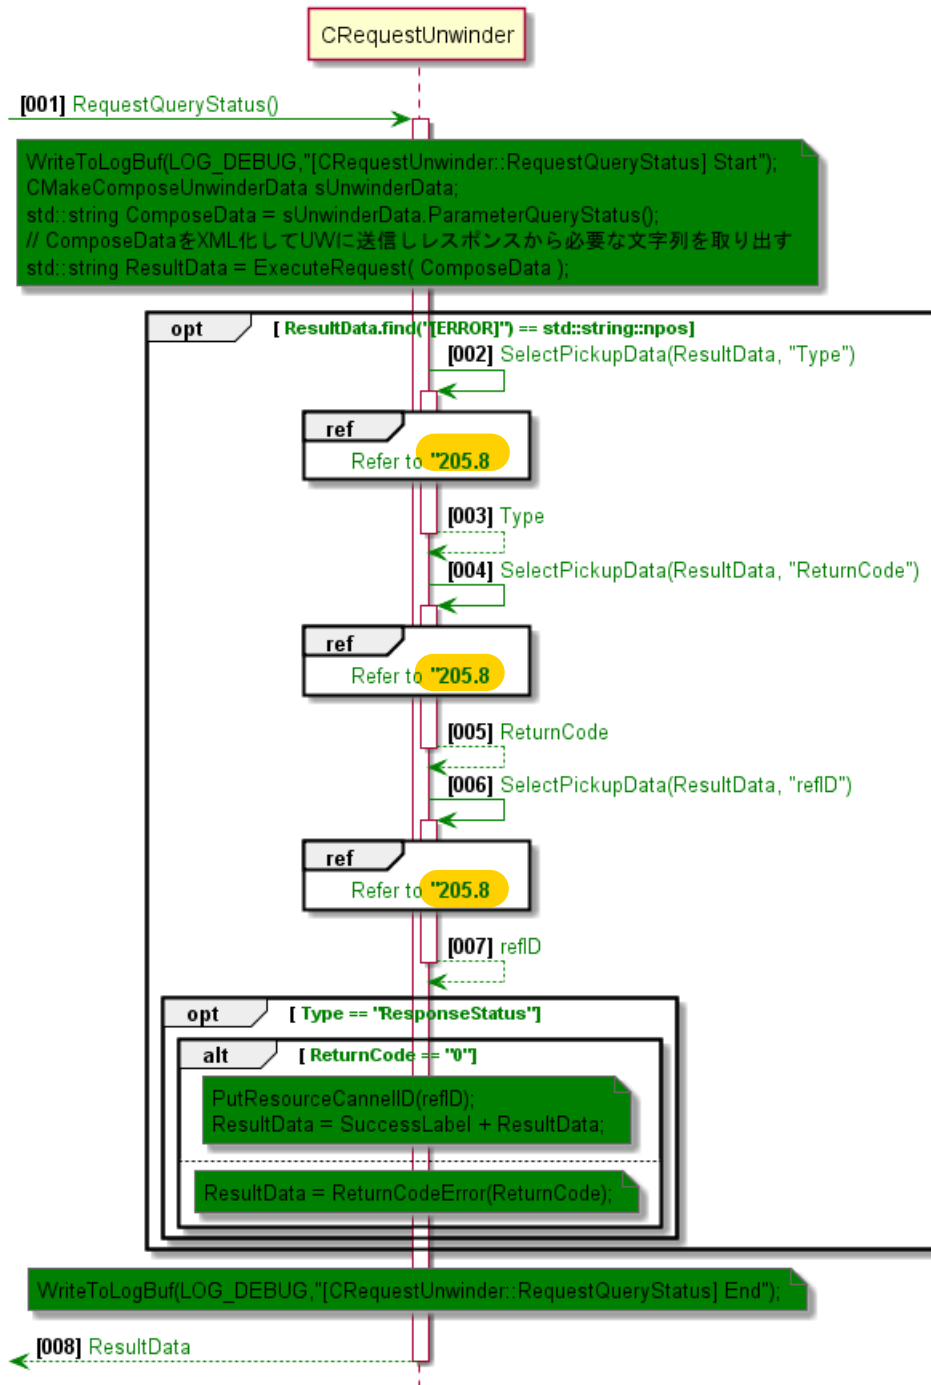 CRequestUnwinder
[001] RequestQueryStatus()
WriteToLogBuf(LOG_DEBUG,"[CRequestUnwinder::RequestQueryStatus] Start");
CMakeComposeUnwinderData sUnwinderData;
std::string ComposeData = sUnwinderData.ParameterQueryStatus();
// ComposeDataをXML化してUWに送信しレスポンスから必要な文字列を取り出す
std::string ResultData = ExecuteRequest( ComposeData );
opt [ ResultData.find("[ERROR]") == std::string::npos]
[002] SelectPickupData(ResultData, "Type")
ref
Refer to "205.8
[003] Type
[004] SelectPickupData(ResultData, "ReturnCode")
ref
Refer to "205.8
[005] ReturnCode
[006] SelectPickupData(ResultData, "refID")
ref
Refer to "205.8
[007] refID
opt [ Type == "ResponseStatus"]
alt [ ReturnCode == "0"]
PutResourceCannelID(refID);
ResultData = SuccessLabel + ResultData;
ResultData = ReturnCodeError(ReturnCode);
WriteToLogBuf(LOG_DEBUG,"[CRequestUnwinder::RequestQueryStatus] End");
[008] ResultData